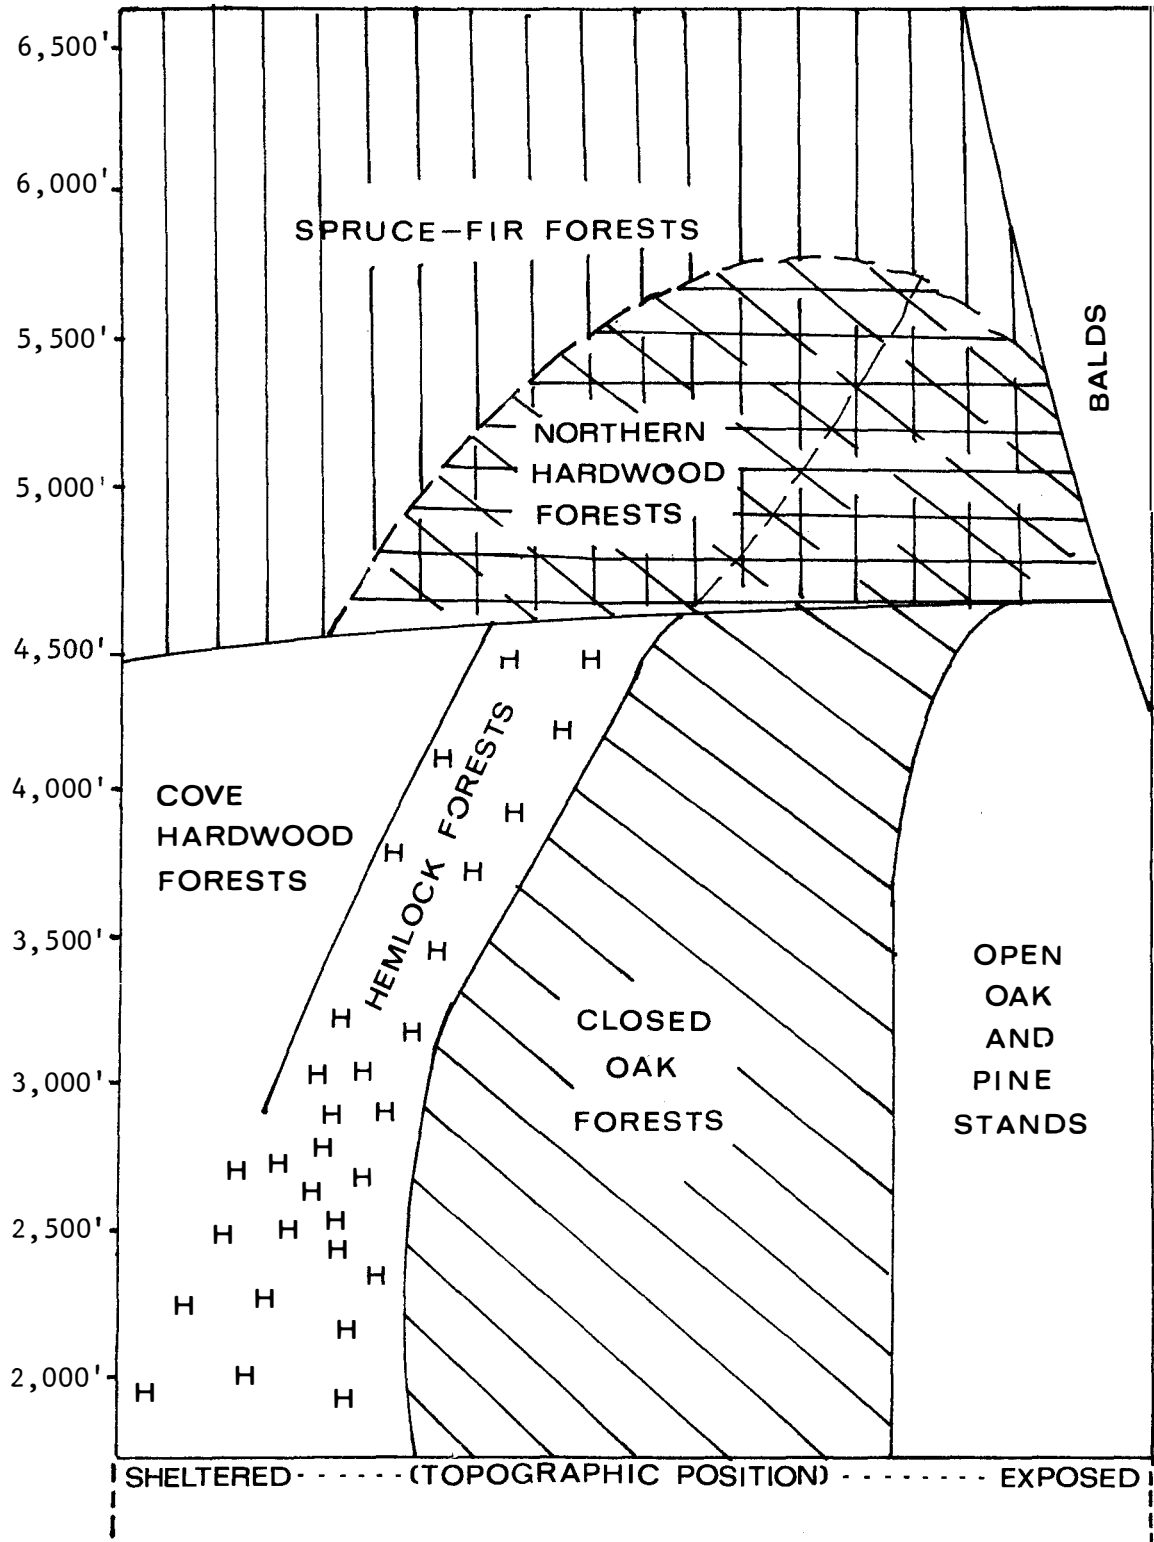 6,500'
6,000'
SPRUCE-FIR FORESTS
5,500'
BALDS
NORTHERN
HARDWOOD
FORESTS
5,000'
4,500'
H H
H
H
4,000'
COVE
HARDWOOD
FORESTS
HEMLOCK FORESTS
H
H
H
3,500'
H
OPEN
OAK
AND
PINE
STANDS
CLOSED
OAK
FORESTS
H
H
3,000'
H H
H H
H
H H
H H
2,500'
H H H
H
H
H H
H
2,000'
H H
H
SHELTERED - - - - - - (TOPOGRAPHIC POSITION) - - - - - - - EXPOSED